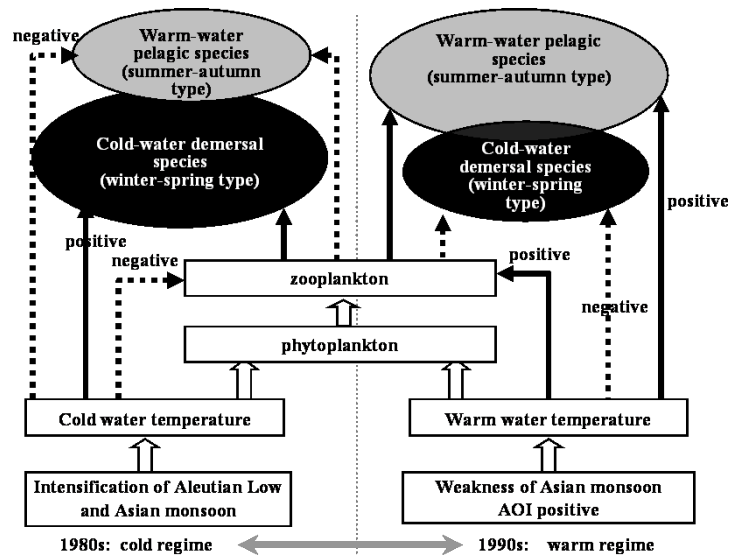 negative
Warm-water
pelagic species
(summer-autumn
type)
Warm-water pelagic
species
(summer-autumn type)
Cold-water demersal
species
(winter-spring type)
Cold-water
demersal species
(winter-spring
type)
positive
positive
negative
positive
zooplankton
negative
phytoplankton
Cold water temperature
Warm water temperature
Intensification of Aleutian Low
and Asian monsoon
Weakness of Asian monsoon
AOI positive
1980s: cold regime
1990s: warm regime